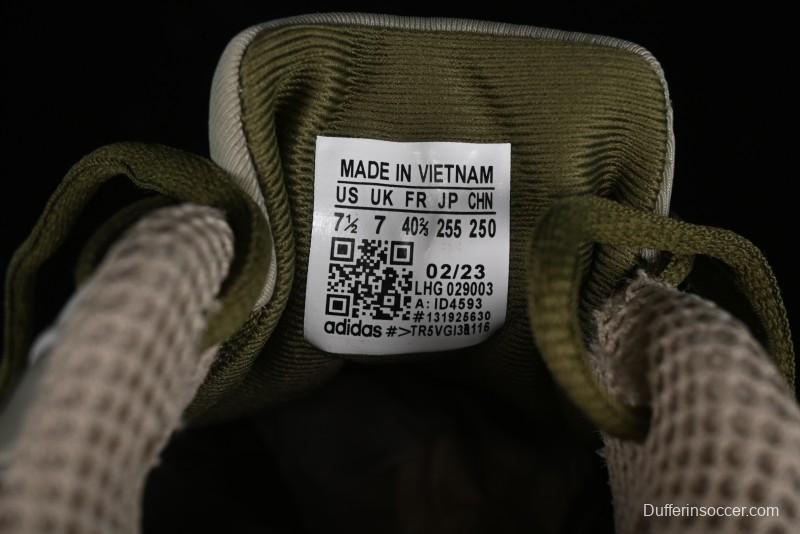 MADE IN VIETNAM
US UK FR JP CHN
7½ 7 40⅔ 255 250
02/23
LHG 029003
A: ID4593
#131925630
adidas #>TR5VGI3116
Dufferinsoccer.com